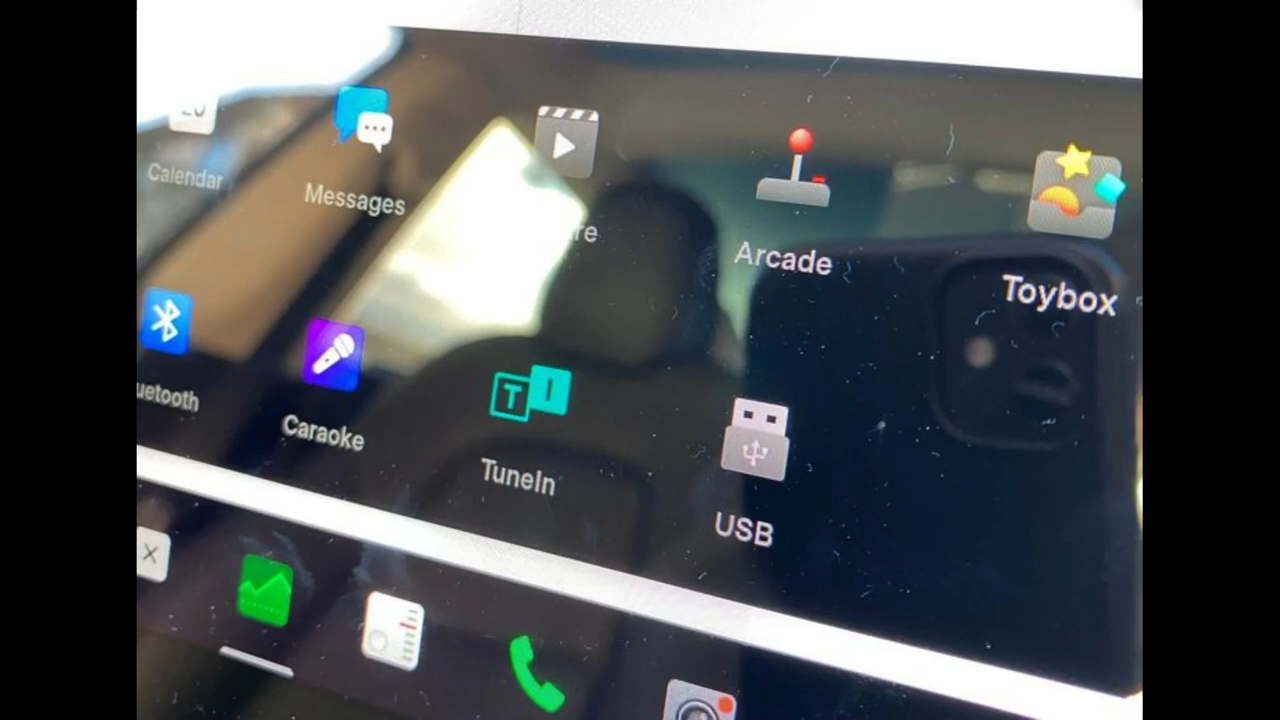 Calendar
Messages
Arcade
Toybox
uetooth
Caraoke
T I
TuneIn
USB